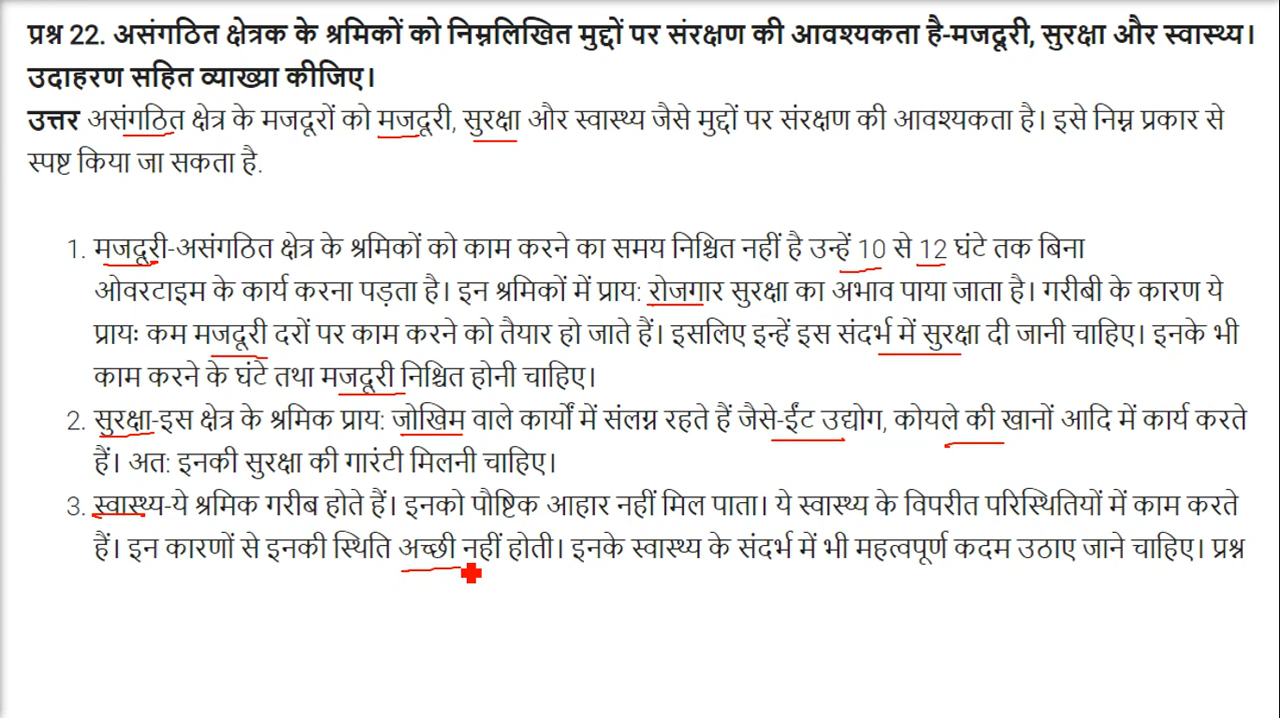 प्रश्न 22. असंगठित क्षेत्रक के श्रमिकों को निम्नलिखित मुद्दों पर संरक्षण की आवश्यकता है-मजदूरी, सुरक्षा और स्वास्थ्य।
उदाहरण सहित व्याख्या कीजिए।
उत्तर असंगठित क्षेत्र के मजदूरों को मजदूरी, सुरक्षा और स्वास्थ्य जैसे मुद्दों पर संरक्षण की आवश्यकता है। इसे निम्न प्रकार से
स्पष्ट किया जा सकता है.
1. मजदूरी-असंगठित क्षेत्र के श्रमिकों को काम करने का समय निश्चित नहीं है उन्हें 10 से 12 घंटे तक बिना
ओवरटाइम के कार्य करना पड़ता है। इन श्रमिकों में प्राय: रोजगार सुरक्षा का अभाव पाया जाता है। गरीबी के कारण ये
प्रायः कम मजदूरी दरों पर काम करने को तैयार हो जाते हैं। इसलिए इन्हें इस संदर्भ में सुरक्षा दी जानी चाहिए। इनके भी
काम करने के घंटे तथा मजदूरी निश्चित होनी चाहिए।
2. सुरक्षा-इस क्षेत्र के श्रमिक प्राय: जोखिम वाले कार्यों में संलग्न रहते हैं जैसे-ईंट उद्योग, कोयले की खानों आदि में कार्य करते
हैं। अत: इनकी सुरक्षा की गारंटी मिलनी चाहिए।
3. स्वास्थ्य-ये श्रमिक गरीब होते हैं। इनको पौष्टिक आहार नहीं मिल पाता। ये स्वास्थ्य के विपरीत परिस्थितियों में काम करते
हैं। इन कारणों से इनकी स्थिति अच्छी नहीं होती। इनके स्वास्थ्य के संदर्भ में भी महत्वपूर्ण कदम उठाए जाने चाहिए। प्रश्न